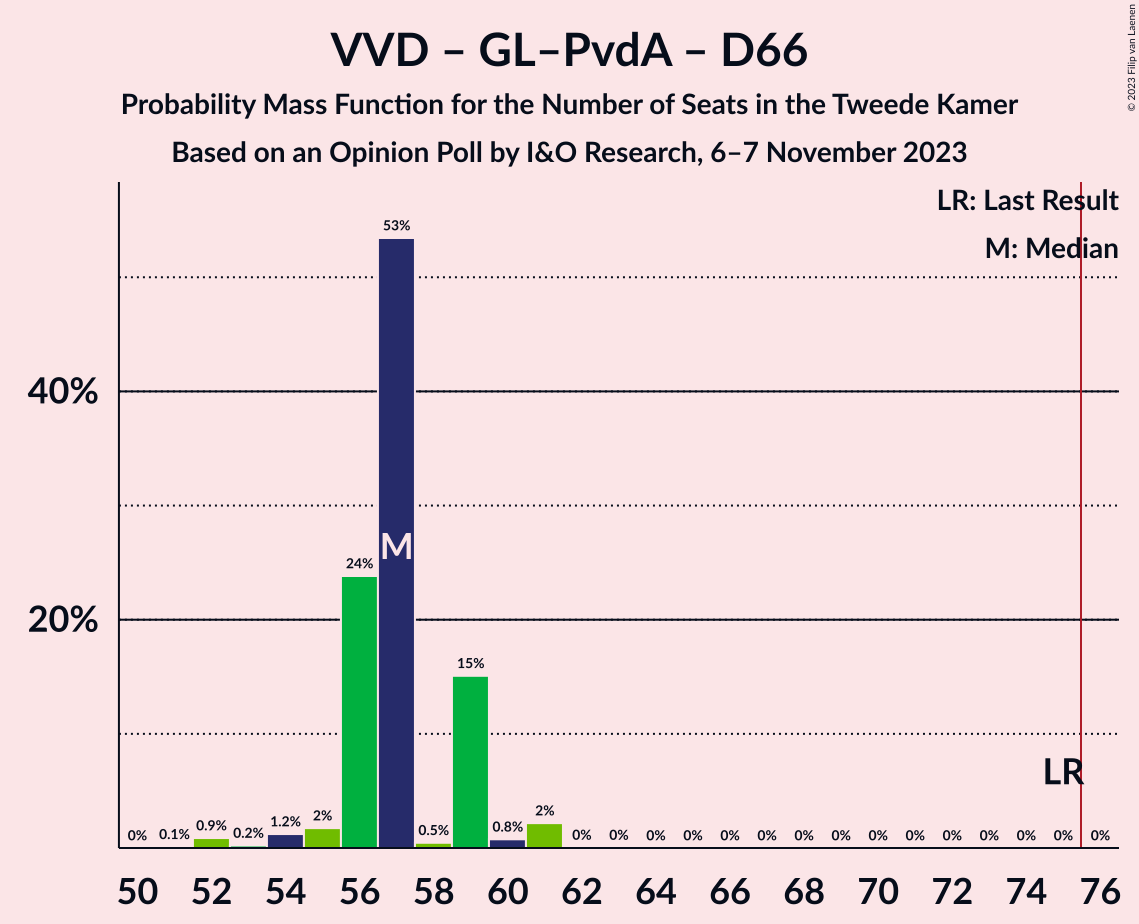 VVD – GL–PvdA – D66
Probability Mass Function for the Number of Seats in the Tweede Kamer
Based on an Opinion Poll by I&O Research, 6–7 November 2023
© 2023 Filip van Laenen
LR: Last Result
M: Median
53%
40%
M
24%
20%
15%
LR
0% 0.1% 0.9% 0.2% 1.2% 2% 0.5% 0.8% 2% 0% 0% 0% 0% 0% 0% 0% 0% 0% 0% 0% 0% 0% 0% 0%
50 52 54 56 58 60 62 64 66 68 70 72 74 76